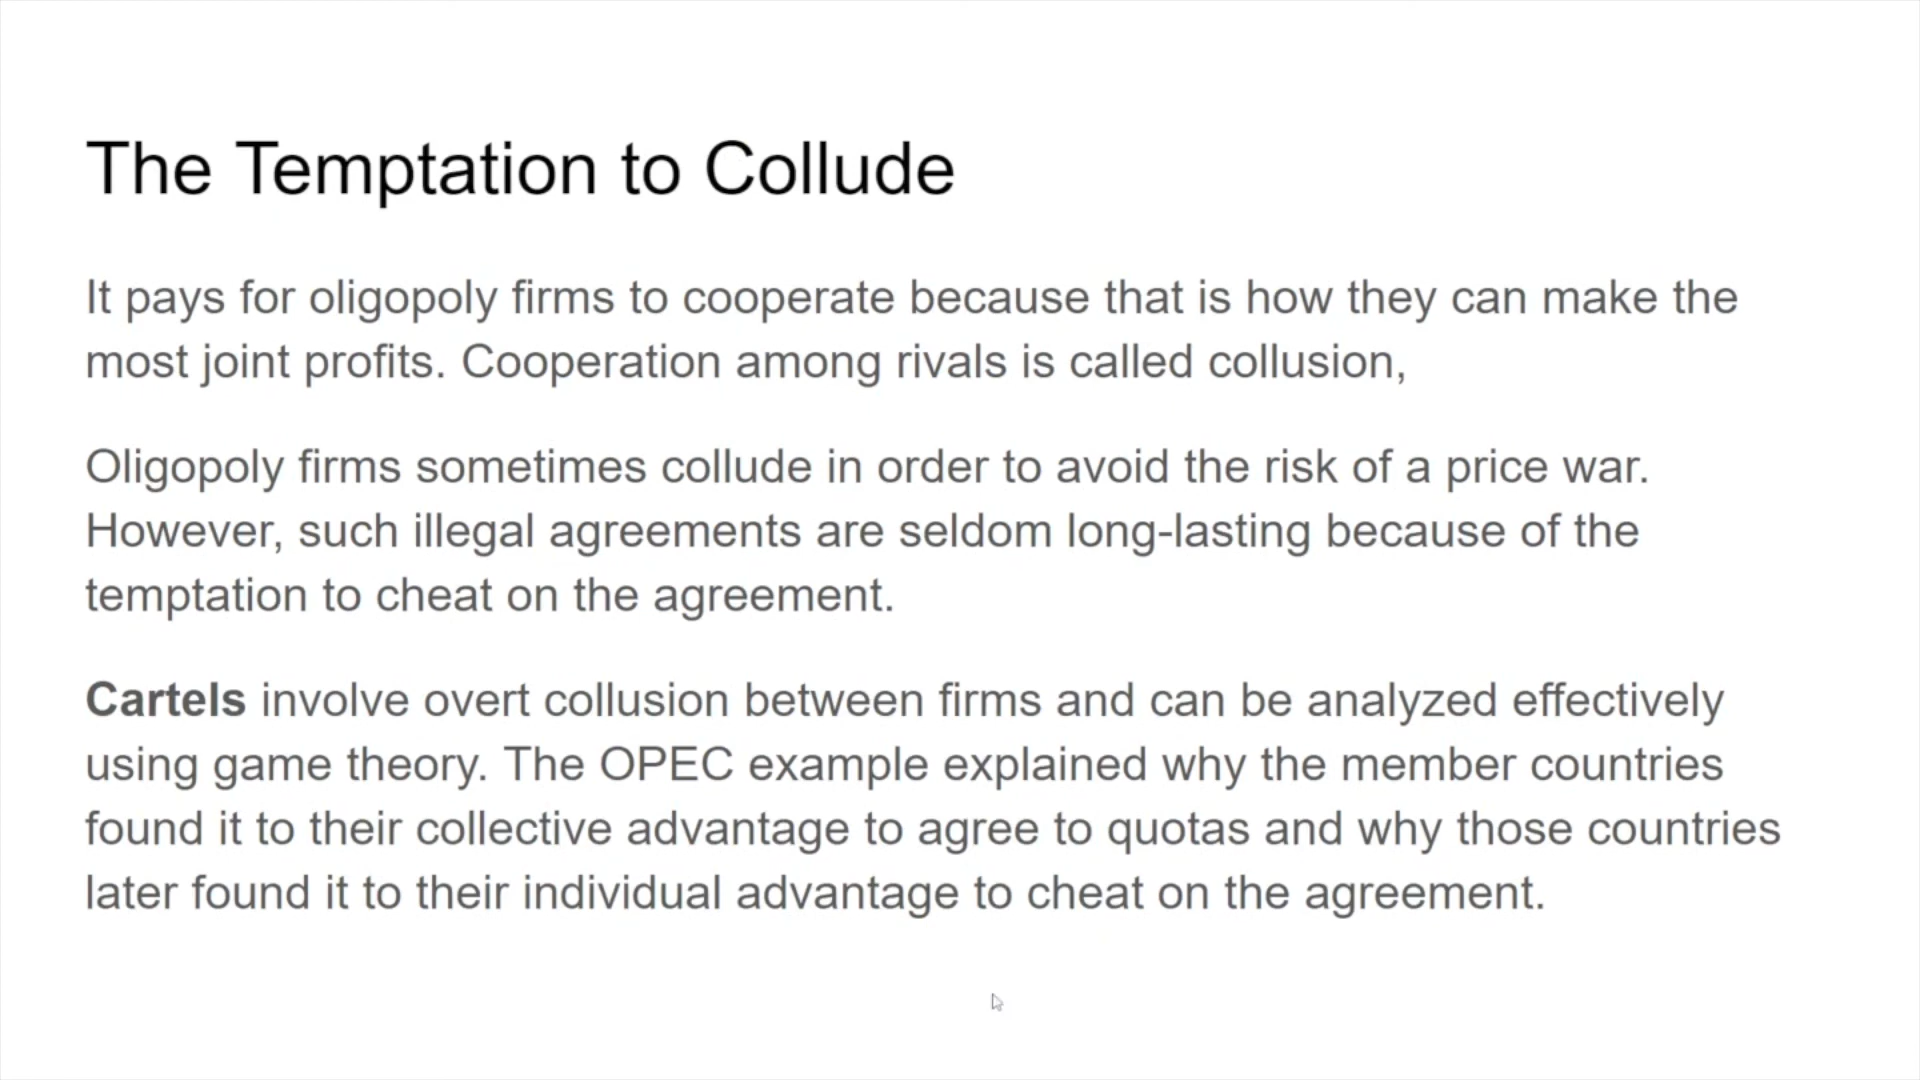 The Temptation to Collude
It pays for oligopoly firms to cooperate because that is how they can make the
most joint profits. Cooperation among rivals is called collusion,
Oligopoly firms sometimes collude in order to avoid the risk of a price war.
However, such illegal agreements are seldom long-lasting because of the
temptation to cheat on the agreement.
Cartels involve overt collusion between firms and can be analyzed effectively
using game theory. The OPEC example explained why the member countries
found it to their collective advantage to agree to quotas and why those countries
later found it to their individual advantage to cheat on the agreement.